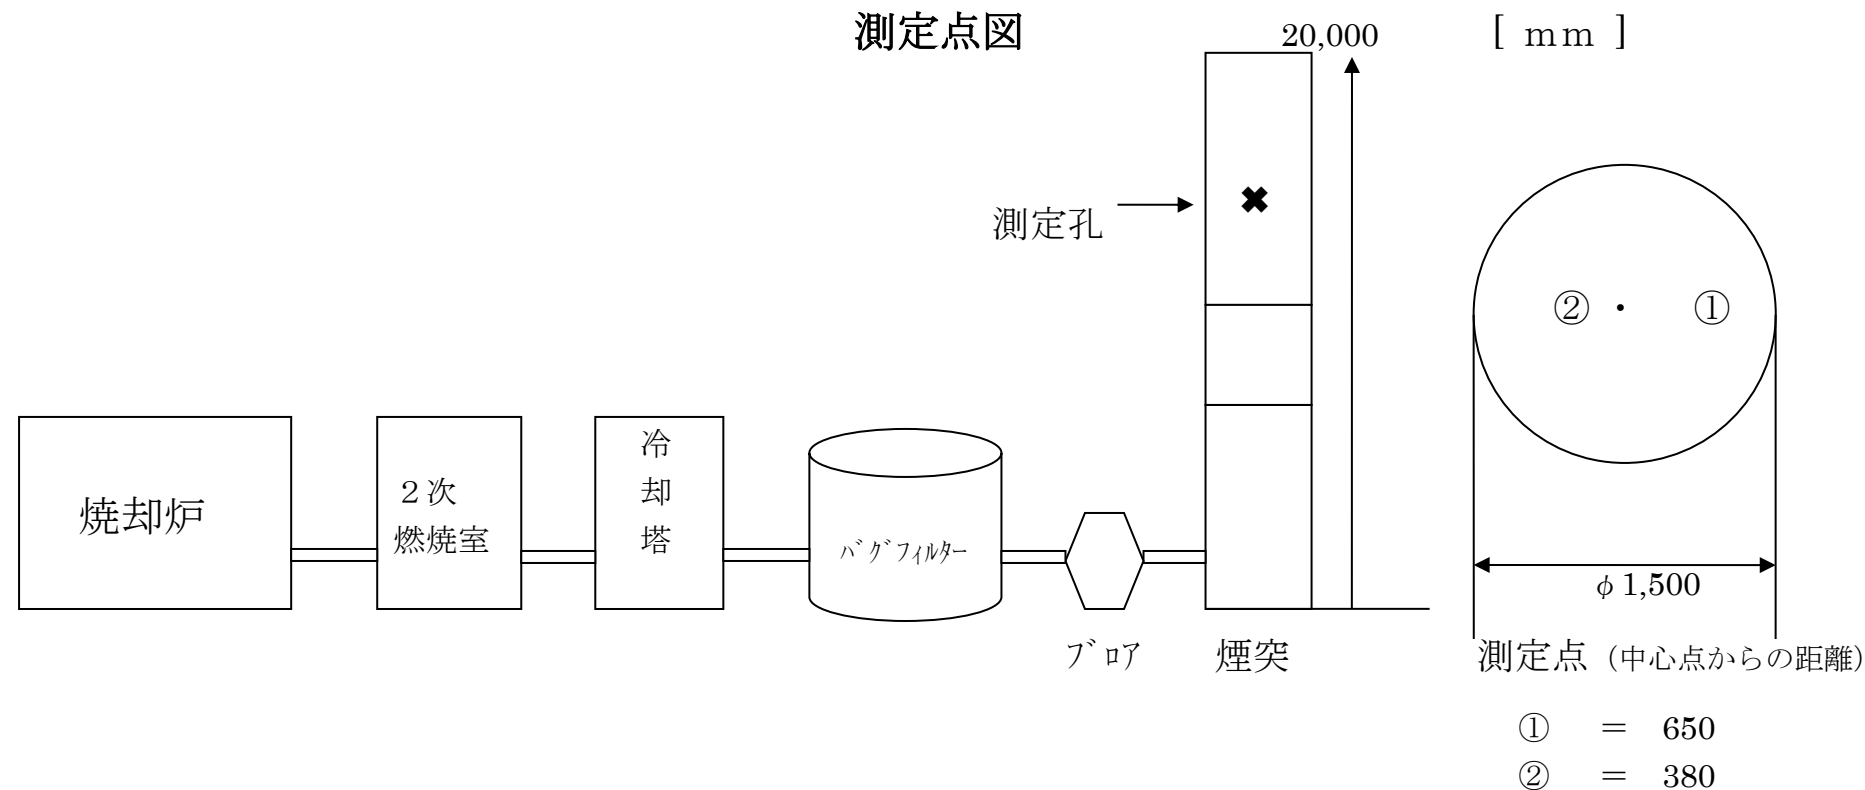 測定点図
20,000
[ mm ]
測定孔
② ・ ①
焼却炉
２次
燃焼室
冷
却
塔
ﾊﾞｸﾞﾌｨﾙﾀｰ
φ1,500
ﾌﾞﾛｱ
煙突
測定点（中心点からの距離）
① ＝ 650
② ＝ 380